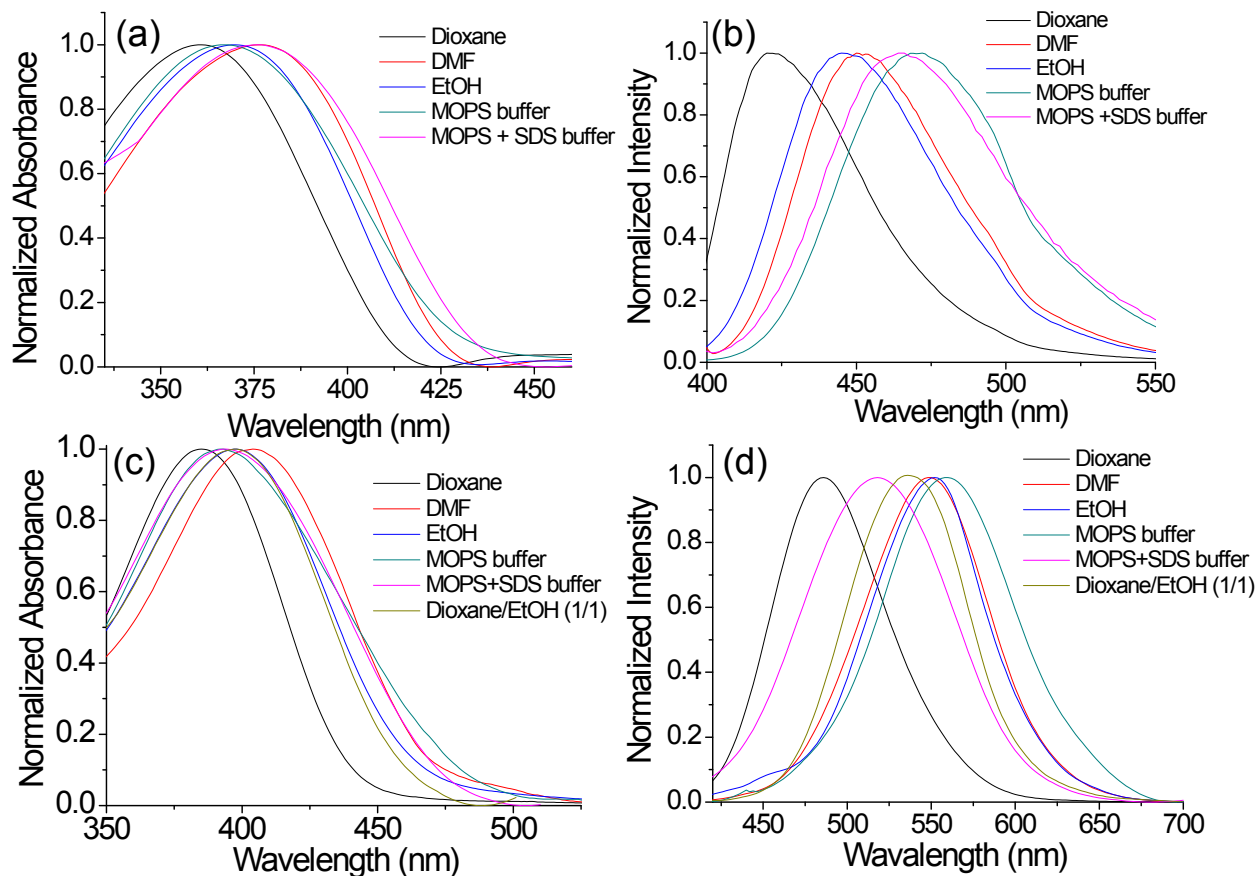 (a)
Dioxane
DMF
EtOH
MOPS buffer
MOPS + SDS buffer
Normalized Absorbance
1.0
0.8
0.6
0.4
0.2
0.0
350 375 400 425 450
Wavelength (nm)
(b)
Dioxane
DMF
EtOH
MOPS buffer
MOPS +SDS buffer
Normalized Intensity
1.0
0.8
0.6
0.4
0.2
0.0
400 450 500 550
Wavelength (nm)
(c)
Dioxane
DMF
EtOH
MOPS buffer
MOPS+SDS buffer
Dioxane/EtOH (1/1)
Normalized Absorbance
1.0
0.8
0.6
0.4
0.2
0.0
350 400 450 500
Wavelength (nm)
(d)
Dioxane
DMF
EtOH
MOPS buffer
MOPS+SDS buffer
Dioxane/EtOH (1/1)
Normalized Intensity
1.0
0.8
0.6
0.4
0.2
0.0
450 500 550 600 650 700
Wavalength (nm)